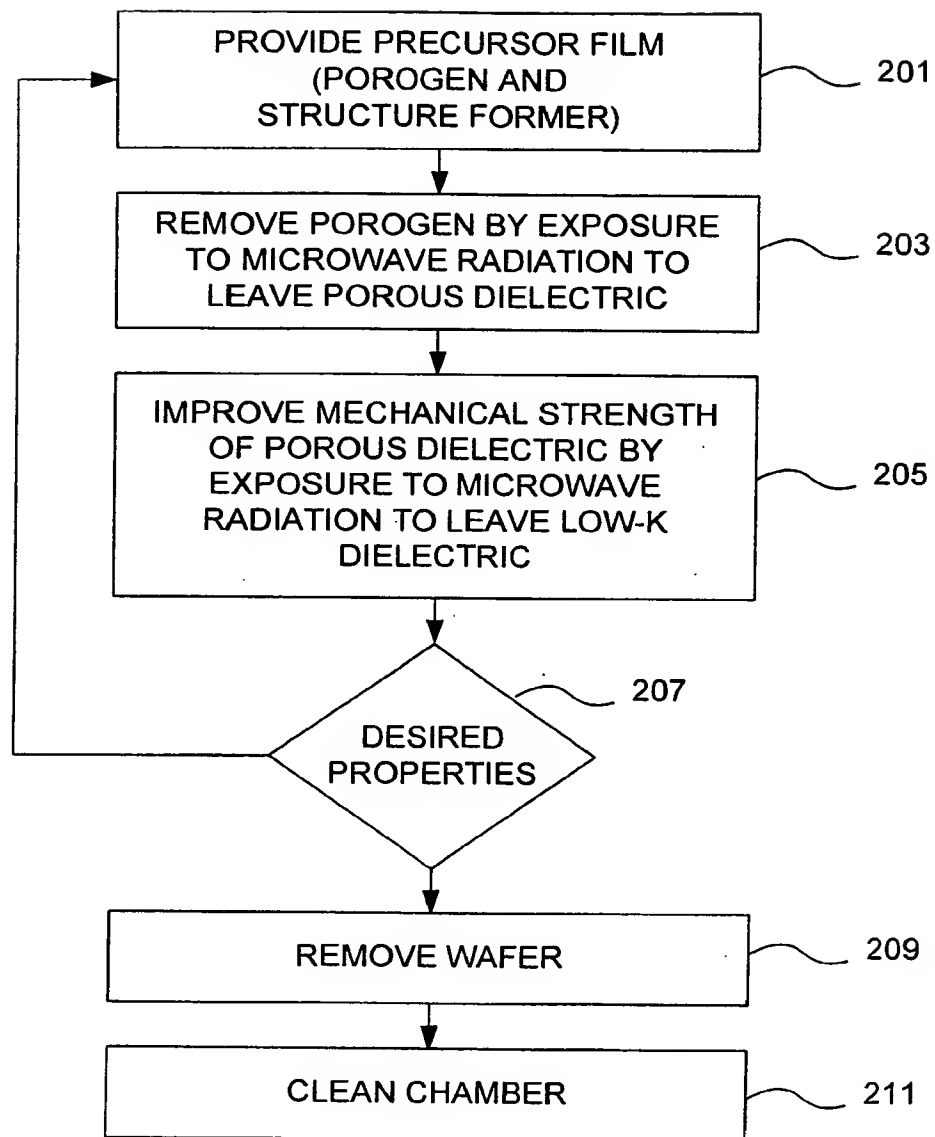 PROVIDE PRECURSOR FILM
(POROGEN AND
STRUCTURE FORMER)
201
REMOVE POROGEN BY EXPOSURE
TO MICROWAVE RADIATION TO
LEAVE POROUS DIELECTRIC
203
IMPROVE MECHANICAL STRENGTH
OF POROUS DIELECTRIC BY
EXPOSURE TO MICROWAVE
RADIATION TO LEAVE LOW-K
DIELECTRIC
205
207
DESIRED
PROPERTIES
REMOVE WAFER
209
CLEAN CHAMBER
211